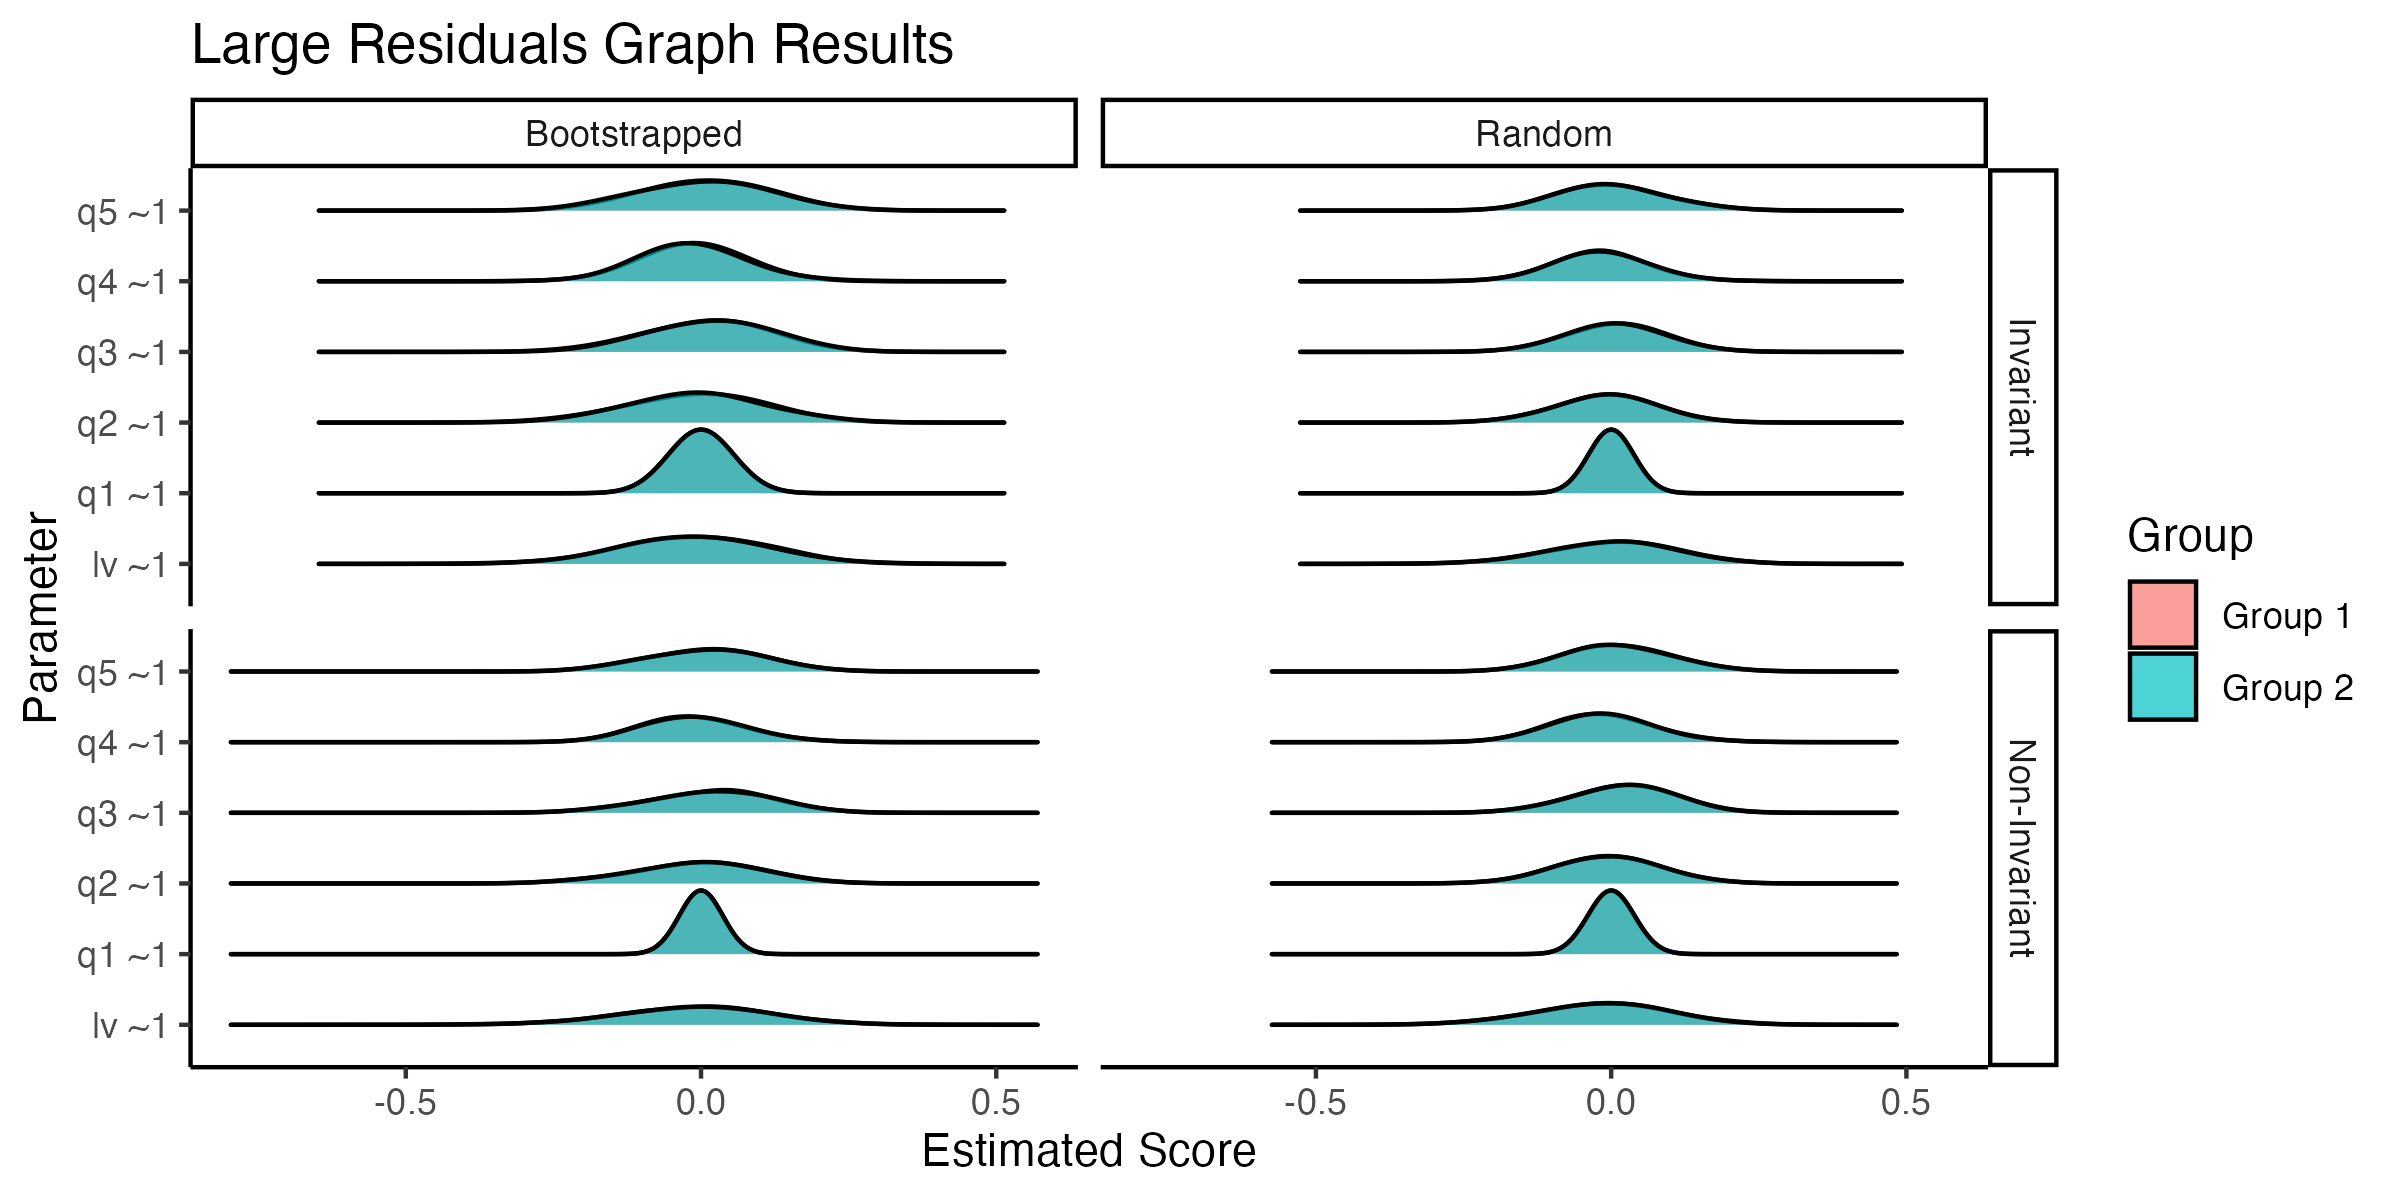 Large Residuals Graph Results
Bootstrapped
Random
q5 ~1
q4 ~1
q3 ~1
q2 ~1
q1 ~1
lv ~1
Invariant
q5 ~1
q4 ~1
q3 ~1
q2 ~1
q1 ~1
lv ~1
Non-Invariant
Parameter
-0.5
0.0
0.5
-0.5
0.0
0.5
Estimated Score
Group
Group 1
Group 2